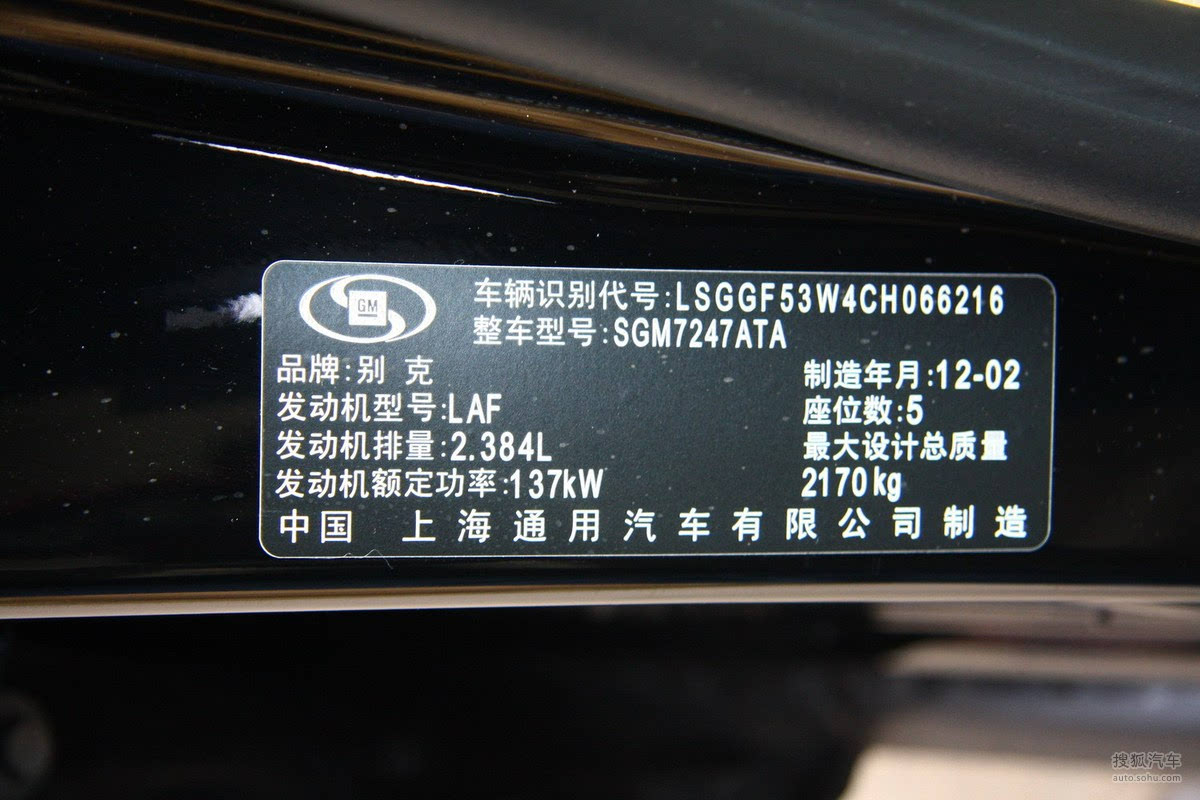 GM
车辆识别代号:LSGGF53W4CH066216
整车型号:SGM7247ATA
品牌:别 克
制造年月:12-02
发动机型号:LAF
座位数:5
发动机排量:2.384L
最大设计总质量
发动机额定功率:137kW
2170kg
中国 上海通用汽车有限公司制造
搜狐汽车
auto.sohu.com